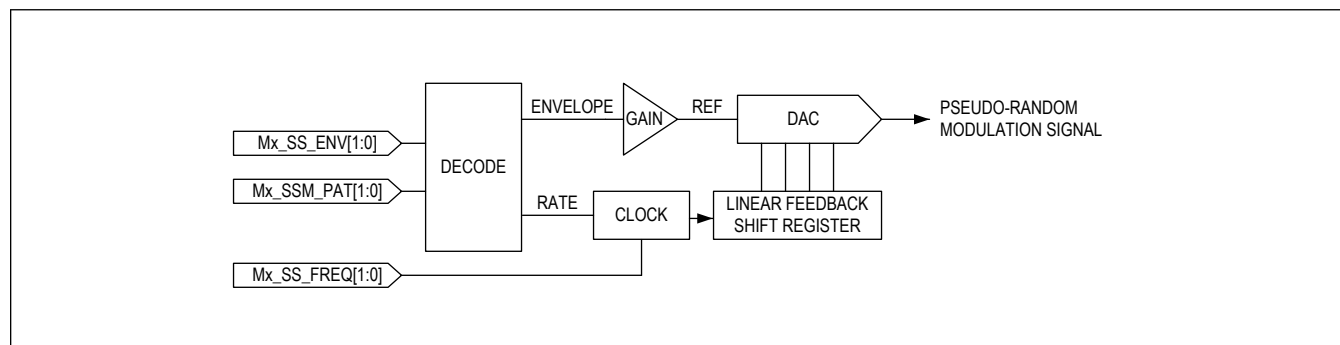 ENVELOPE
GAIN
REF
DAC
PSEUDO-RANDOM
MODULATION SIGNAL
Mx_SS_ENV[1:0]
DECODE
Mx_SSM_PAT[1:0]
RATE
CLOCK
LINEAR FEEDBACK
SHIFT REGISTER
Mx_SS_FREQ[1:0]